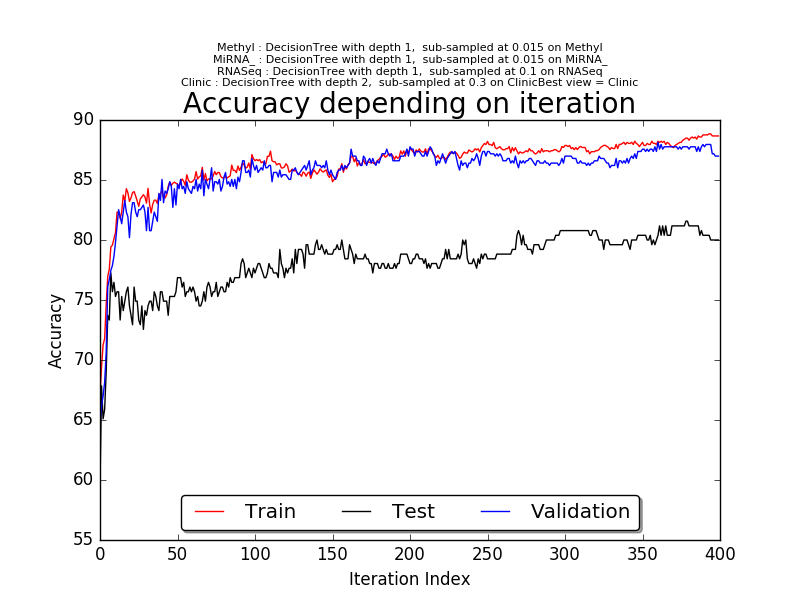 Methyl : DecisionTree with depth 1,  sub-sampled at 0.015 on Methyl
MiRNA_ : DecisionTree with depth 1,  sub-sampled at 0.015 on MiRNA_
RNASeq : DecisionTree with depth 1,  sub-sampled at 0.1 on RNASeq
Clinic : DecisionTree with depth 2,  sub-sampled at 0.3 on ClinicBest view = Clinic
Accuracy depending on iteration
90
85
80
75
70
65
60
55
Accuracy
Train Test Validation
0 50 100 150 200 250 300 350 400
Iteration Index